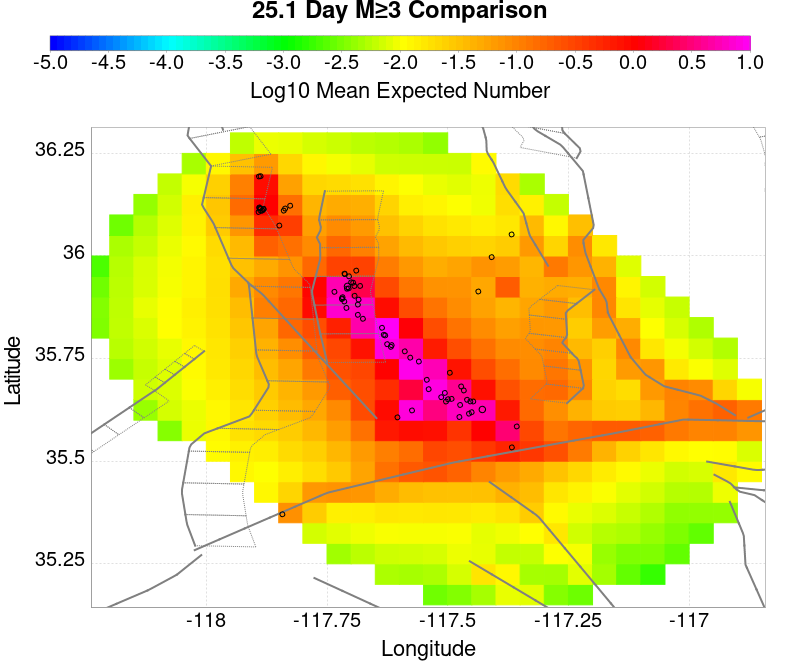 25.1 Day M≥3 Comparison
-5.0 -4.5 -4.0 -3.5 -3.0 -2.5 -2.0 -1.5 -1.0 -0.5 0.0 0.5 1.0
Log10 Mean Expected Number
36.25
36
35.75
35.5
35.25
Latitude
-118 -117.75 -117.5 -117.25 -117
Longitude